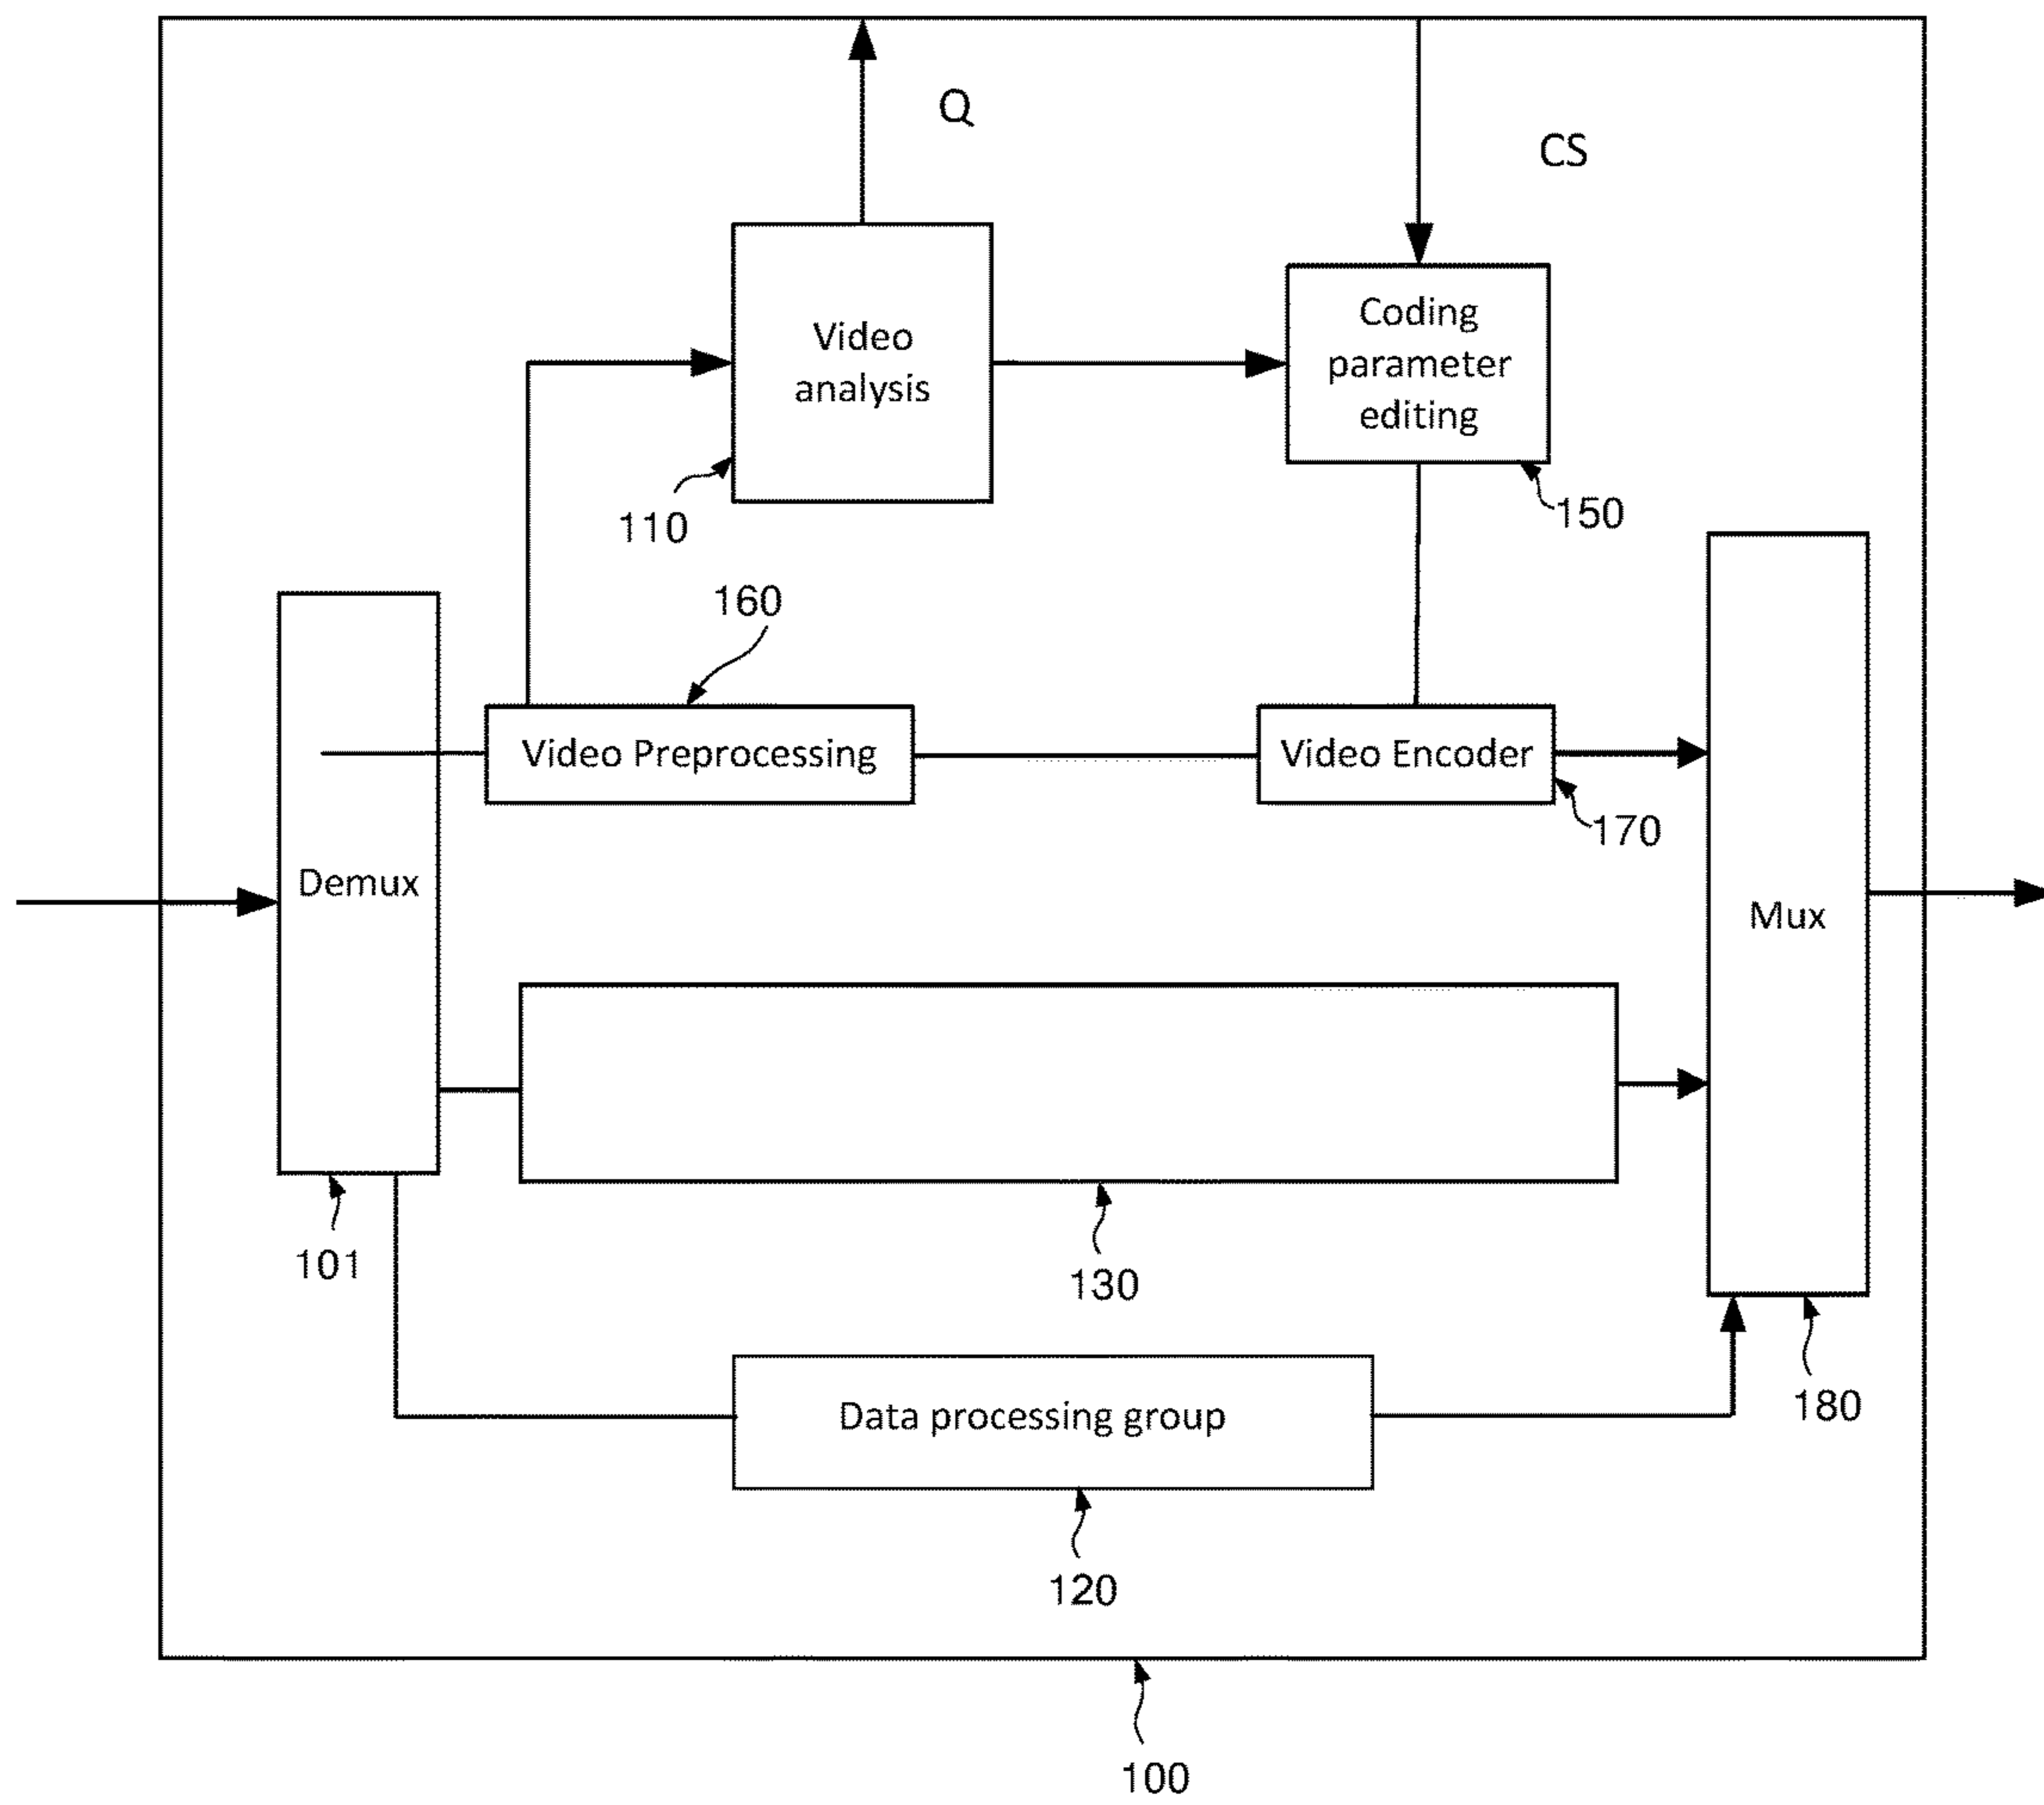 Q
CS
Video
analysis
Coding
parameter
editing
110
150
160
Video Preprocessing
Video Encoder
170
Demux
Mux
101
130
180
Data processing group
120
100